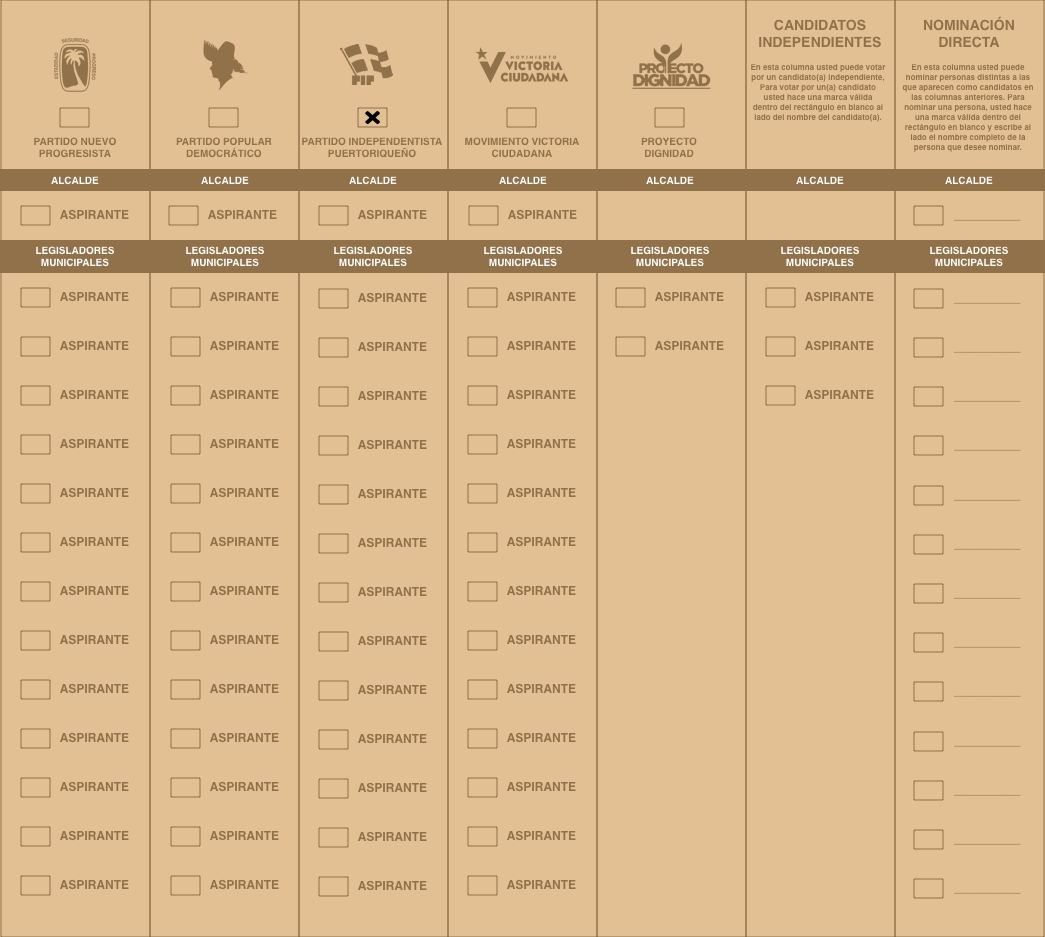 SEGURIDAD
ESTADIDAD
PROGRESO
PIP
MOVIMIENTO
VICTORIA
CIUDADANA
PROYECTO
DIGNIDAD
PARTIDO NUEVO
PROGRESISTA
PARTIDO POPULAR
DEMOCRÁTICO
PARTIDO INDEPENDENTISTA
PUERTORIQUEÑO
MOVIMIENTO VICTORIA
CIUDADANA
PROYECTO
DIGNIDAD
CANDIDATOS
INDEPENDIENTES
En esta columna usted puede votar
por un candidato(a) independiente,
Para votar por un(a) candidato
usted hace una marca válida
dentro del rectángulo en blanco al
lado del nombre del candidato(a).
NOMINACIÓN
DIRECTA
En esta columna usted puede
nominar personas distintas a las
que aparecen como candidatos en
las columnas anteriores. Para
nominar una persona, usted hace
una marca válida dentro del
rectángulo en blanco y escribe al
lado el nombre completo de la
persona que desee nominar.
ALCALDE ALCALDE ALCALDE ALCALDE ALCALDE ALCALDE ALCALDE
ASPIRANTE ASPIRANTE ASPIRANTE ASPIRANTE
LEGISLADORES LEGISLADORES LEGISLADORES LEGISLADORES LEGISLADORES LEGISLADORES LEGISLADORES
MUNICIPALES MUNICIPALES MUNICIPALES MUNICIPALES MUNICIPALES MUNICIPALES MUNICIPALES
ASPIRANTE ASPIRANTE ASPIRANTE ASPIRANTE ASPIRANTE ASPIRANTE
ASPIRANTE ASPIRANTE ASPIRANTE ASPIRANTE ASPIRANTE ASPIRANTE
ASPIRANTE ASPIRANTE ASPIRANTE ASPIRANTE ASPIRANTE
ASPIRANTE ASPIRANTE ASPIRANTE ASPIRANTE
ASPIRANTE ASPIRANTE ASPIRANTE ASPIRANTE
ASPIRANTE ASPIRANTE ASPIRANTE ASPIRANTE
ASPIRANTE ASPIRANTE ASPIRANTE ASPIRANTE
ASPIRANTE ASPIRANTE ASPIRANTE ASPIRANTE
ASPIRANTE ASPIRANTE ASPIRANTE ASPIRANTE
ASPIRANTE ASPIRANTE ASPIRANTE ASPIRANTE
ASPIRANTE ASPIRANTE ASPIRANTE ASPIRANTE
ASPIRANTE ASPIRANTE ASPIRANTE ASPIRANTE
ASPIRANTE ASPIRANTE ASPIRANTE ASPIRANTE